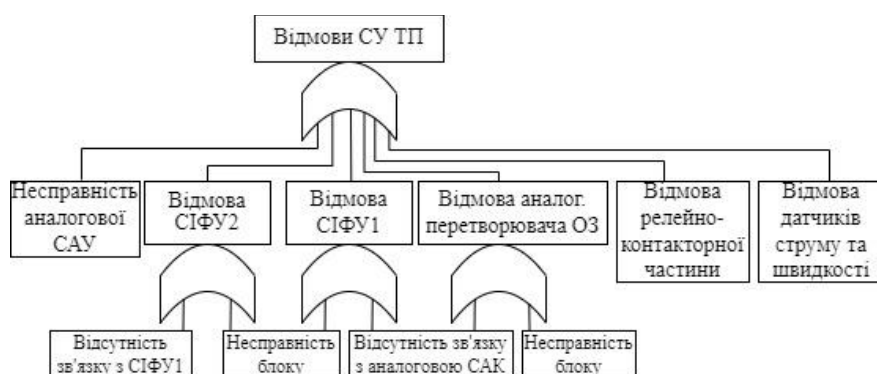 Відмови СУ ТП
Несправність
аналогової
САУ
Відмова
СІФУ2
Відмова
СІФУ1
Відмова аналог.
перетворювача ОЗ
Відмова
релейно-
контакторної
частини
Відмова
датчиків
струму та
швидкості
Відсутність
зв'язку з СІФУ1
Несправність
блоку
Відсутність зв'язку
з аналоговою САК
Несправність
блоку